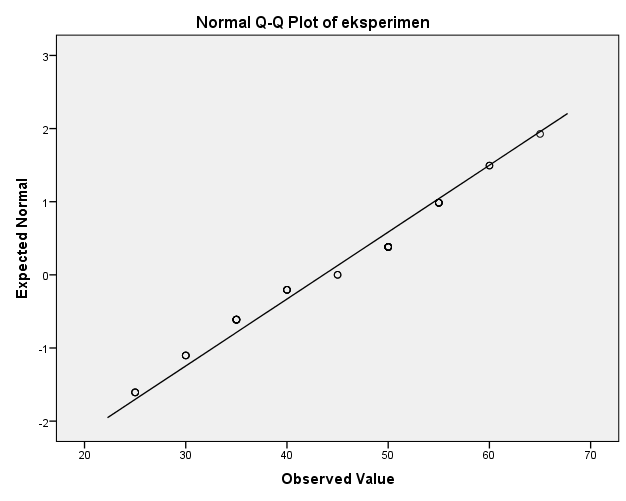 Normal Q-Q Plot of eksperimen
3
2
1
0
-1
-2
Expected Normal
20 30 40 50 60 70
Observed Value